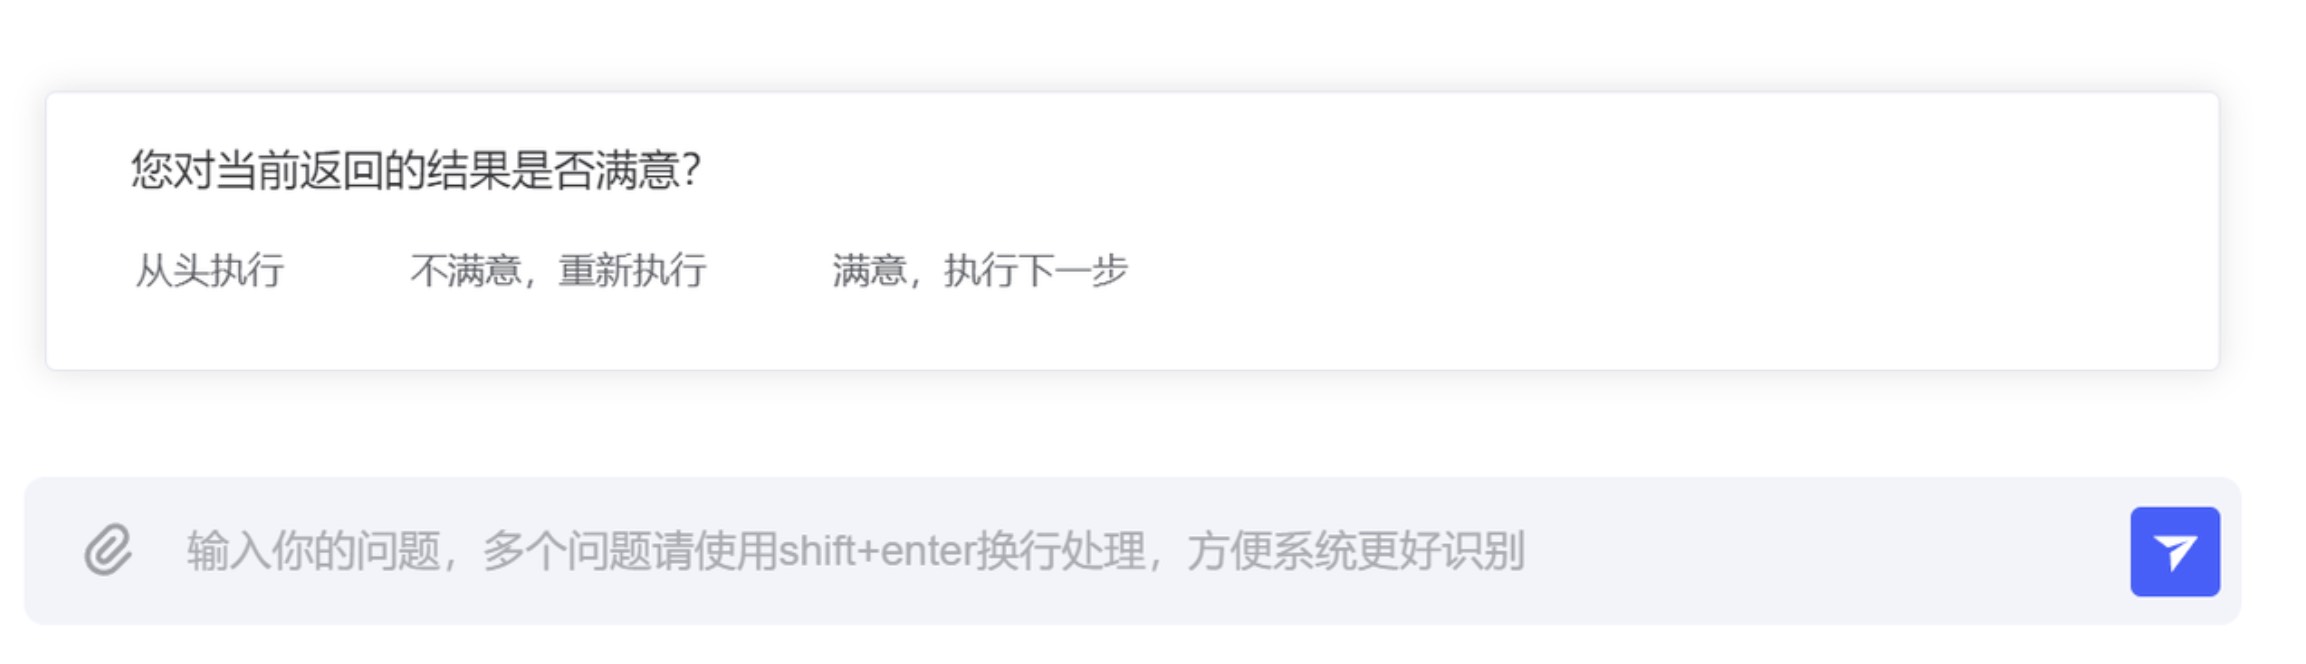 您对当前返回的结果是否满意?
从头执行 不满意，重新执行 满意，执行下一步
输入你的问题，多个问题请使用shift+enter换行处理，方便系统更好识别